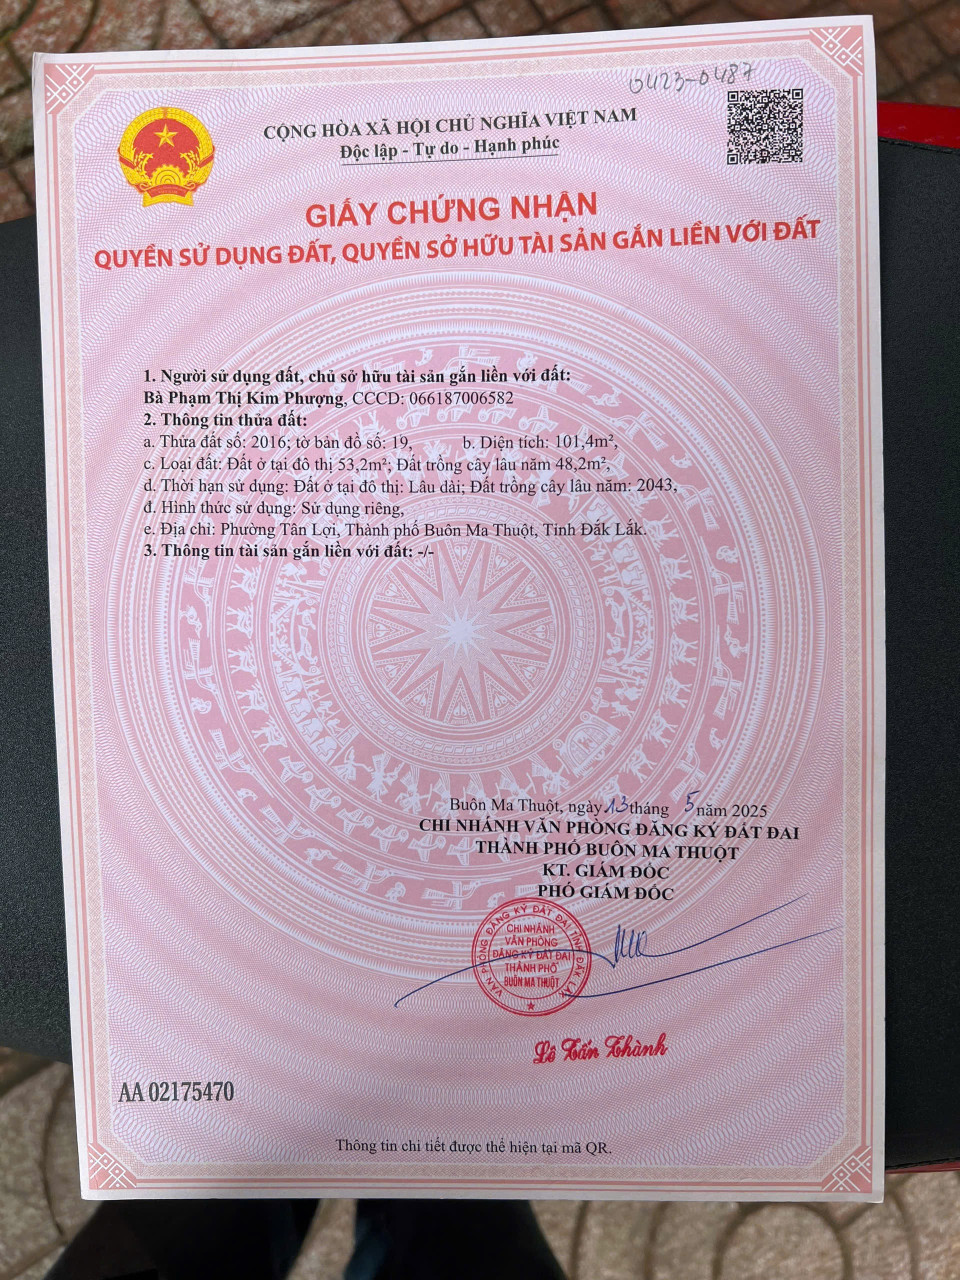 0423-0487
CỘNG HÒA XÃ HỘI CHỦ NGHĨA VIỆT NAM
Độc lập - Tự do - Hạnh phúc
GIẤY CHỨNG NHẬN
QUYỀN SỬ DỤNG ĐẤT, QUYỀN SỞ HỮU TÀI SẢN GẮN LIỀN VỚI ĐẤT
1. Người sử dụng đất, chủ sở hữu tài sản gắn liền với đất:
Bà Phạm Thị Kim Phượng, CCCD: 066187006582
2. Thông tin thửa đất:
a. Thửa đất số: 2016; tờ bản đồ số: 19, b. Diện tích: 101,4m²,
c. Loại đất: Đất ở tại đô thị 53,2m²; Đất trồng cây lâu năm 48,2m²,
d. Thời hạn sử dụng: Đất ở tại đô thị: Lâu dài; Đất trồng cây lâu năm: 2043,
đ. Hình thức sử dụng: Sử dụng riêng,
e. Địa chỉ: Phường Tân Lợi, Thành phố Buôn Ma Thuột, Tỉnh Đắk Lắk.
3. Thông tin tài sản gắn liền với đất: -/-
Buôn Ma Thuột, ngày 13 tháng 5 năm 2025
CHI NHÁNH VĂN PHÒNG ĐĂNG KÝ ĐẤT ĐAI
THÀNH PHỐ BUÔN MA THUỘT
KT. GIÁM ĐỐC
PHÓ GIÁM ĐỐC
VĂN PHÒNG ĐĂNG KÝ ĐẤT ĐAI TỈNH ĐẮK LẮK
CHI NHÁNH
VĂN PHÒNG
ĐĂNG KÝ ĐẤT ĐAI
THÀNH PHỐ
BUÔN MA THUỘT
Lê Tấn Thành
AA 02175470
Thông tin chi tiết được thể hiện tại mã QR.